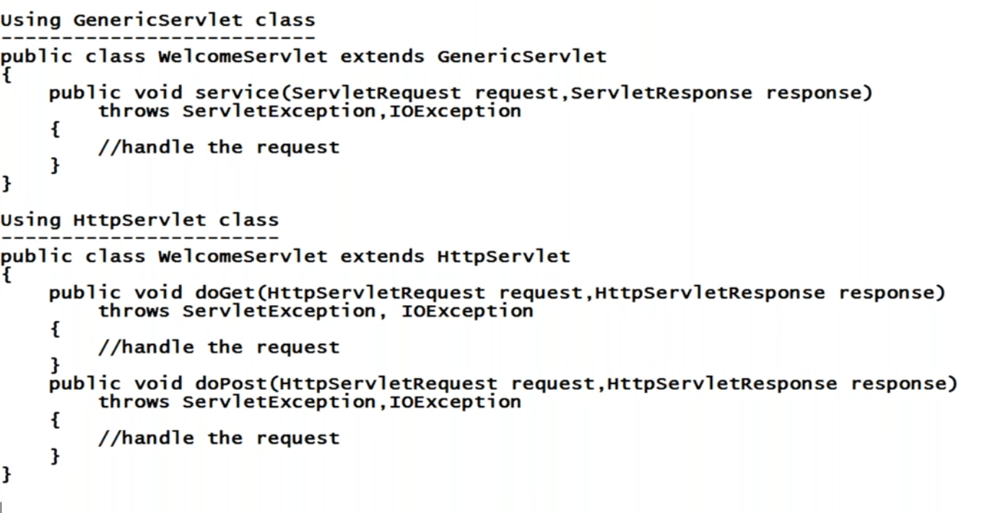 Using GenericServlet class
--------------------------
public class WelcomeServlet extends GenericServlet
{
    public void service(ServletRequest request,ServletResponse response)
        throws ServletException,IOException
    {
        //handle the request
    }
}

Using HttpServlet class
-----------------------
public class WelcomeServlet extends HttpServlet
{
    public void doGet(HttpServletRequest request,HttpServletResponse response)
        throws ServletException, IOException
    {
        //handle the request
    }
    public void doPost(HttpServletRequest request,HttpServletResponse response)
        throws ServletException,IOException
    {
        //handle the request
    }
}